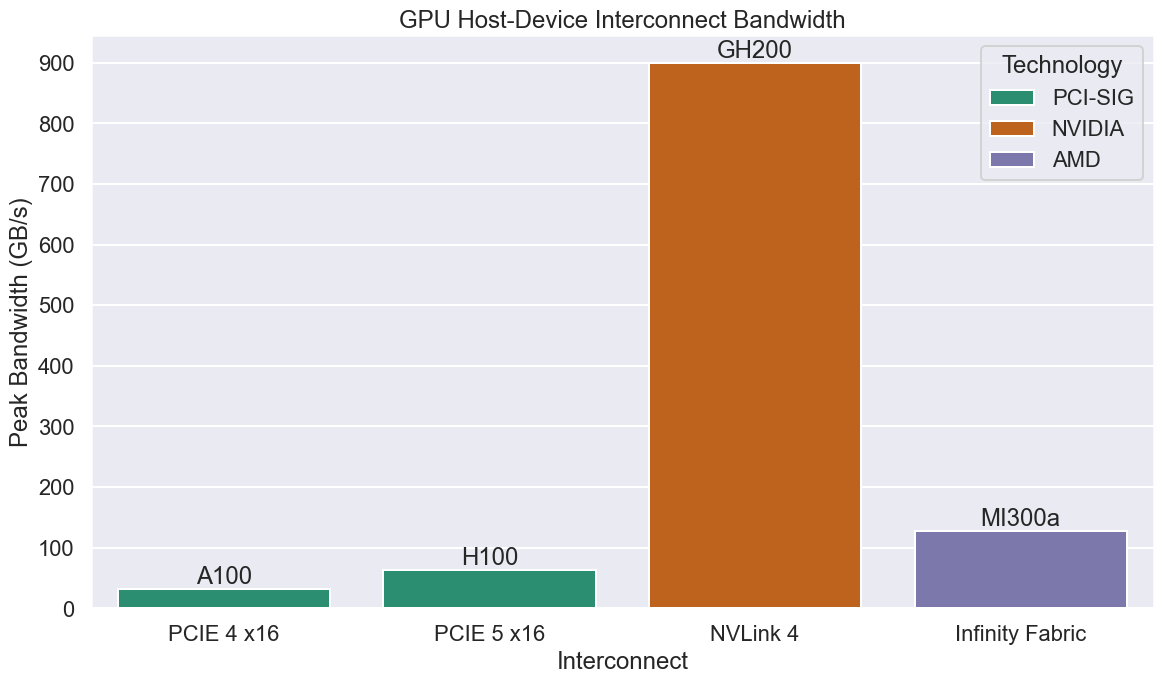 GPU Host-Device Interconnect Bandwidth
Peak Bandwidth (GB/s)
900
800
700
600
500
400
300
200
100
0
A100
H100
GH200
MI300a
Technology
PCI-SIG
NVIDIA
AMD
PCIE 4 x16
PCIE 5 x16
NVLink 4
Infinity Fabric
Interconnect